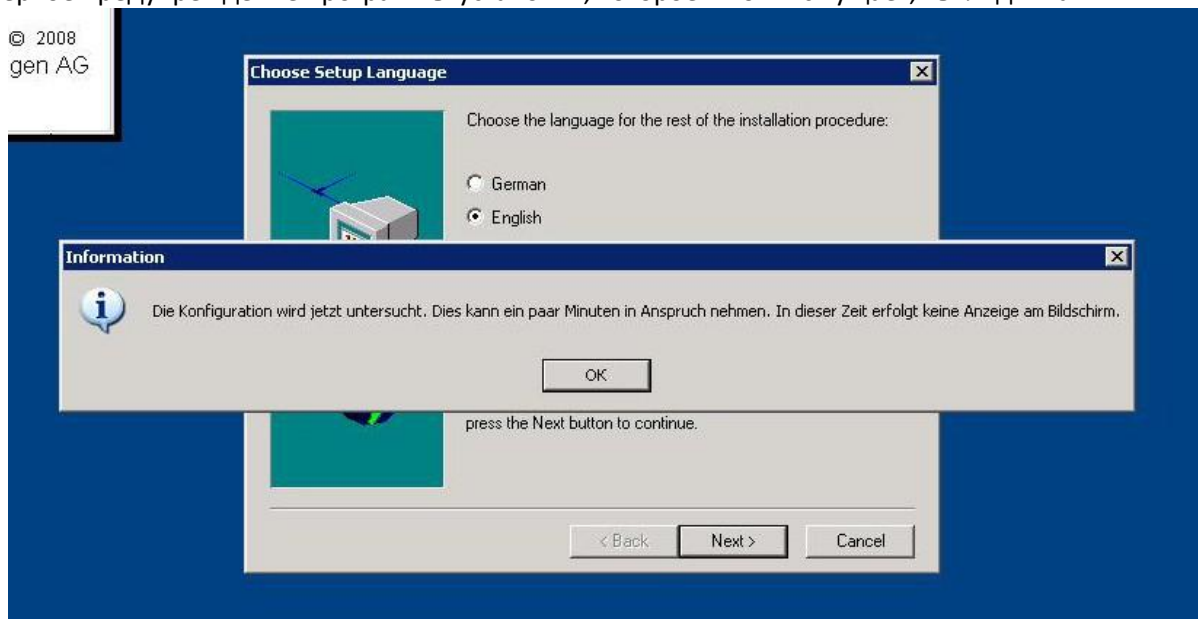 © 2008
gen AG
Choose Setup Language
Choose the language for the rest of the installation procedure:
German
English
Information
Die Konfiguration wird jetzt untersucht. Dies kann ein paar Minuten in Anspruch nehmen. In dieser Zeit erfolgt keine Anzeige am Bildschirm.
OK
press the Next button to continue.
< Back
Next >
Cancel